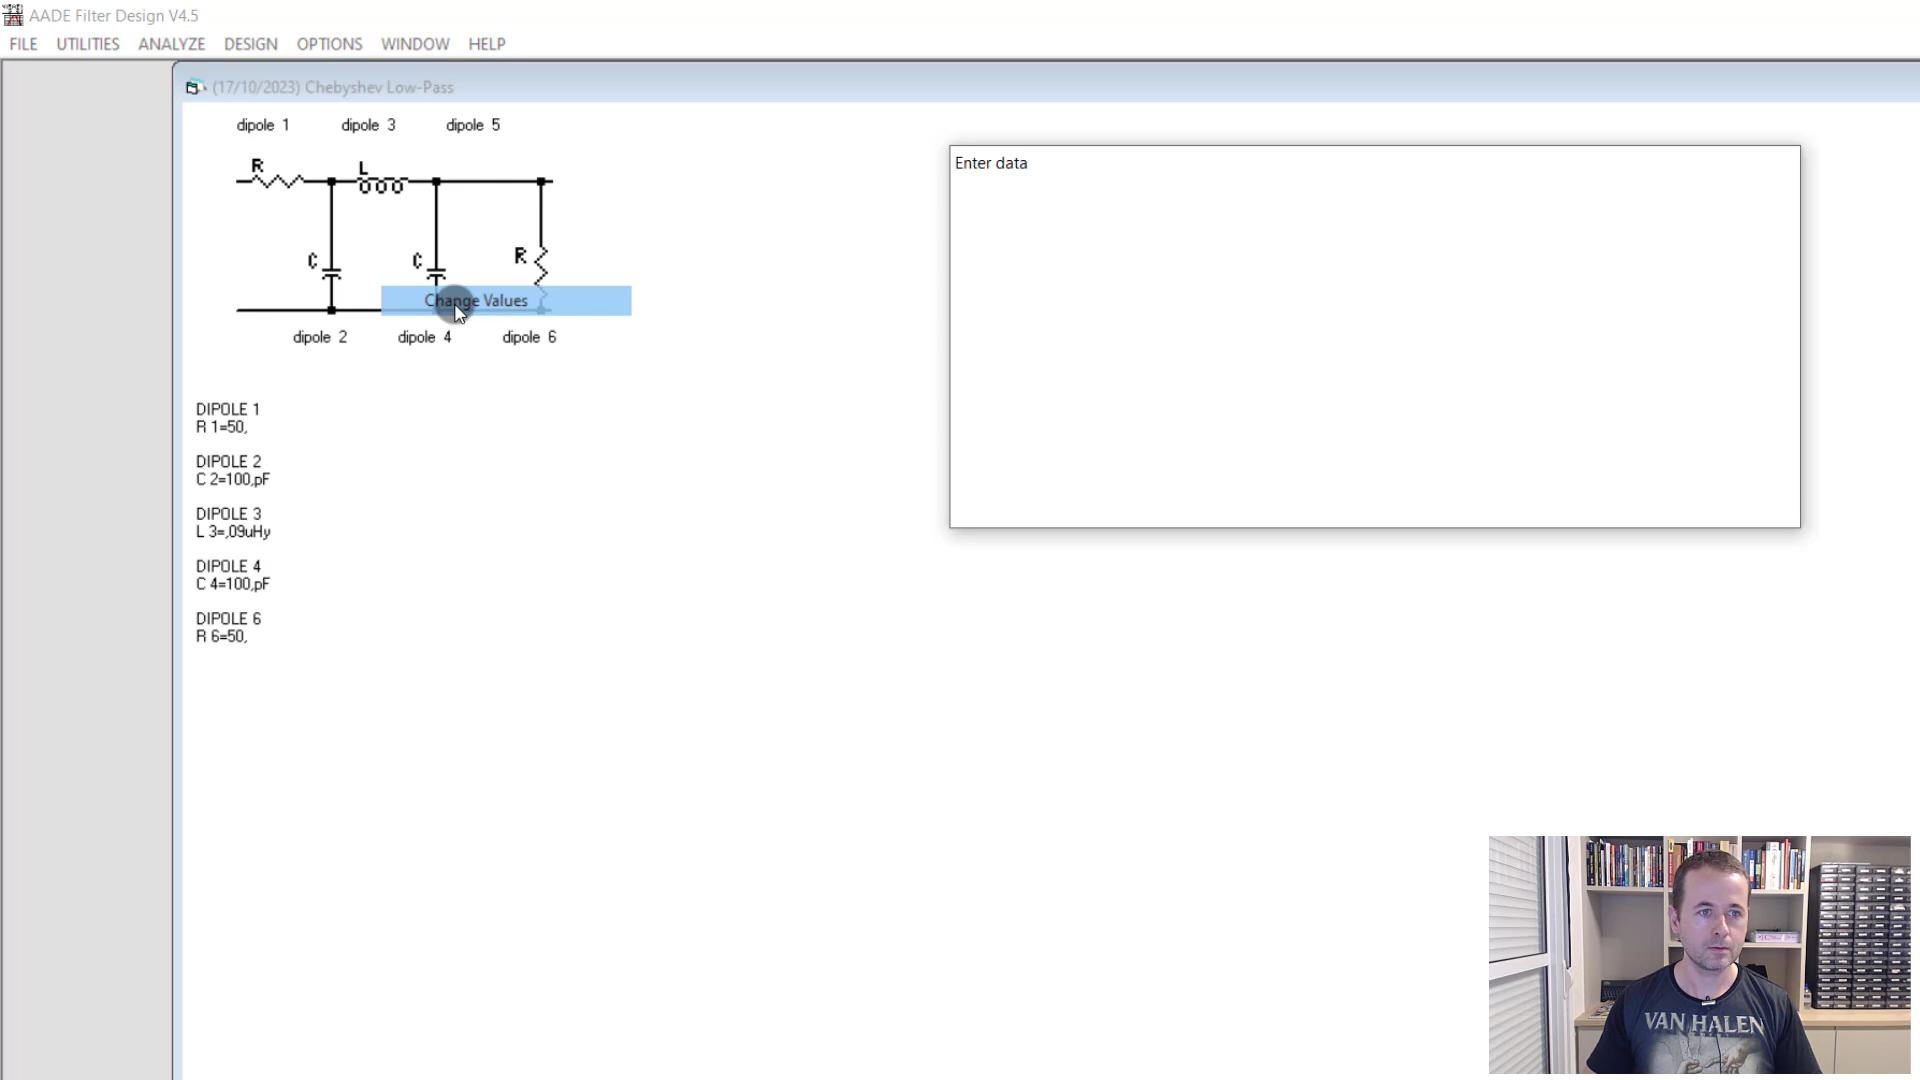 AADE Filter Design V4.5
FILE UTILITIES ANALYZE DESIGN OPTIONS WINDOW HELP
(17/10/2023) Chebyshev Low-Pass
dipole 1 dipole 3 dipole 5
R L
C C R
Change Values
dipole 2 dipole 4 dipole 6
DIPOLE 1
R 1=50,
DIPOLE 2
C 2=100,pF
DIPOLE 3
L 3=,09uHy
DIPOLE 4
C 4=100,pF
DIPOLE 6
R 6=50,
Enter data
VAN HALEN